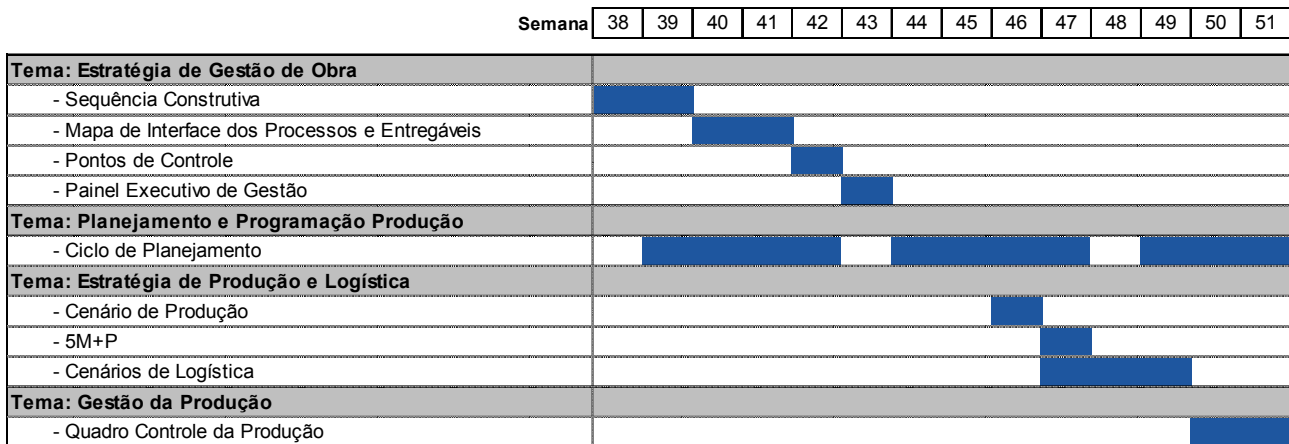 Semana 38 39 40 41 42 43 44 45 46 47 48 49 50 51
Tema: Estratégia de Gestão de Obra
- Sequência Construtiva
- Mapa de Interface dos Processos e Entregáveis
- Pontos de Controle
- Painel Executivo de Gestão
Tema: Planejamento e Programação Produção
- Ciclo de Planejamento
Tema: Estratégia de Produção e Logística
- Cenário de Produção
- 5M+P
- Cenários de Logística
Tema: Gestão da Produção
- Quadro Controle da Produção